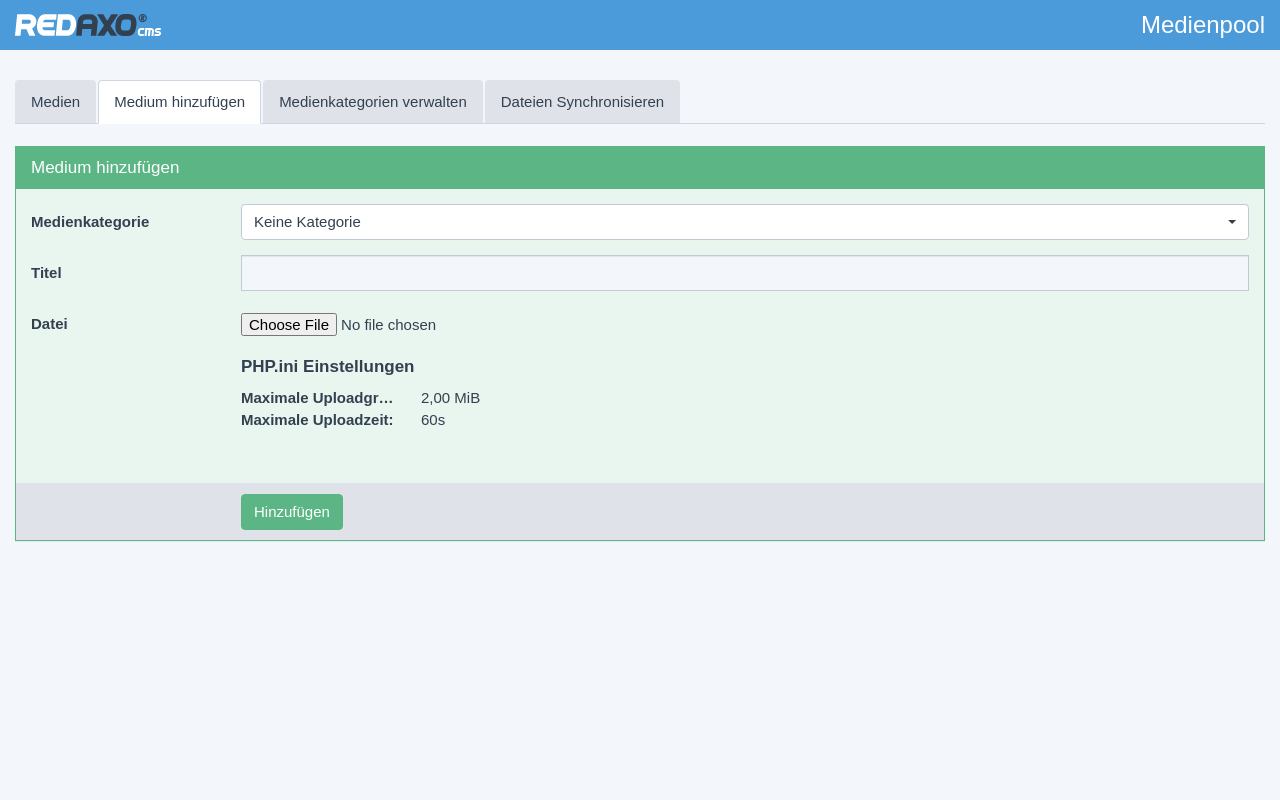 REDAXO® cms
Medienpool
Medien
Medium hinzufügen
Medienkategorien verwalten
Dateien Synchronisieren
Medium hinzufügen
Medienkategorie
Keine Kategorie
Titel
Datei
Choose File No file chosen
PHP.ini Einstellungen
Maximale Uploadgr… 2,00 MiB
Maximale Uploadzeit: 60s
Hinzufügen